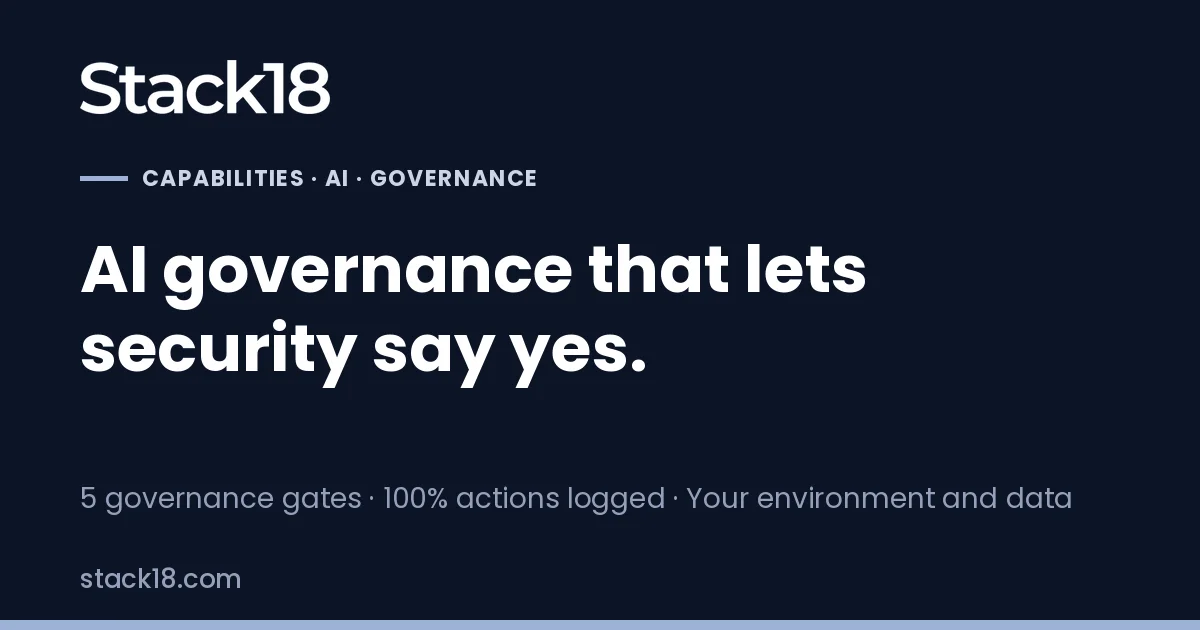 Stack18
CAPABILITIES · AI · GOVERNANCE
AI governance that lets
security say yes.
5 governance gates · 100% actions logged · Your environment and data
stack18.com